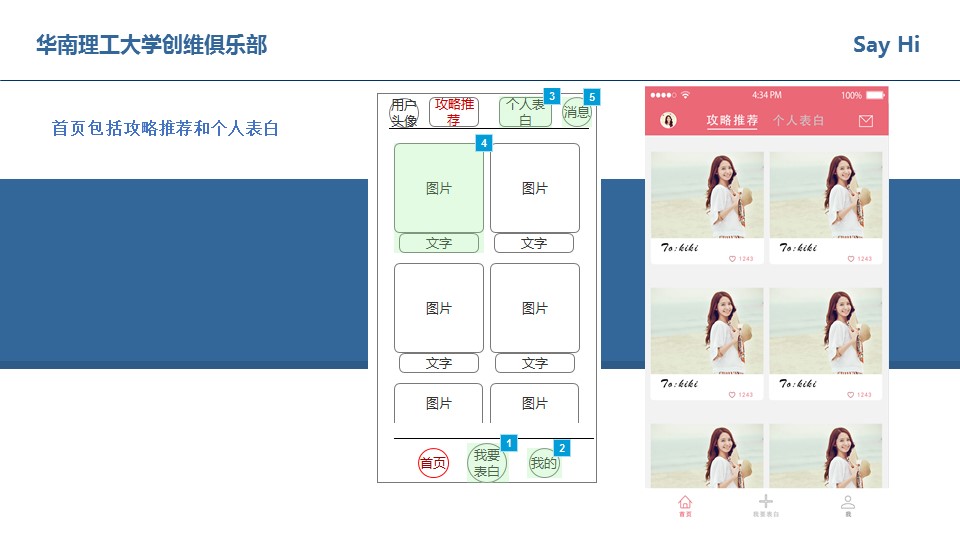 华南理工大学创维俱乐部
Say Hi
首页包括攻略推荐和个人表白
用户
头像
攻略推
荐
个人表
白
3
消息
5
图片
4
图片
文字
文字
图片
图片
文字
文字
图片
图片
首页
我要
表白
1
我的
2
4:34 PM
100%
攻略推荐
个人表白
To:kiki
1243
To:kiki
1243
To:kiki
1243
To:kiki
1243
首页
我要表白
我